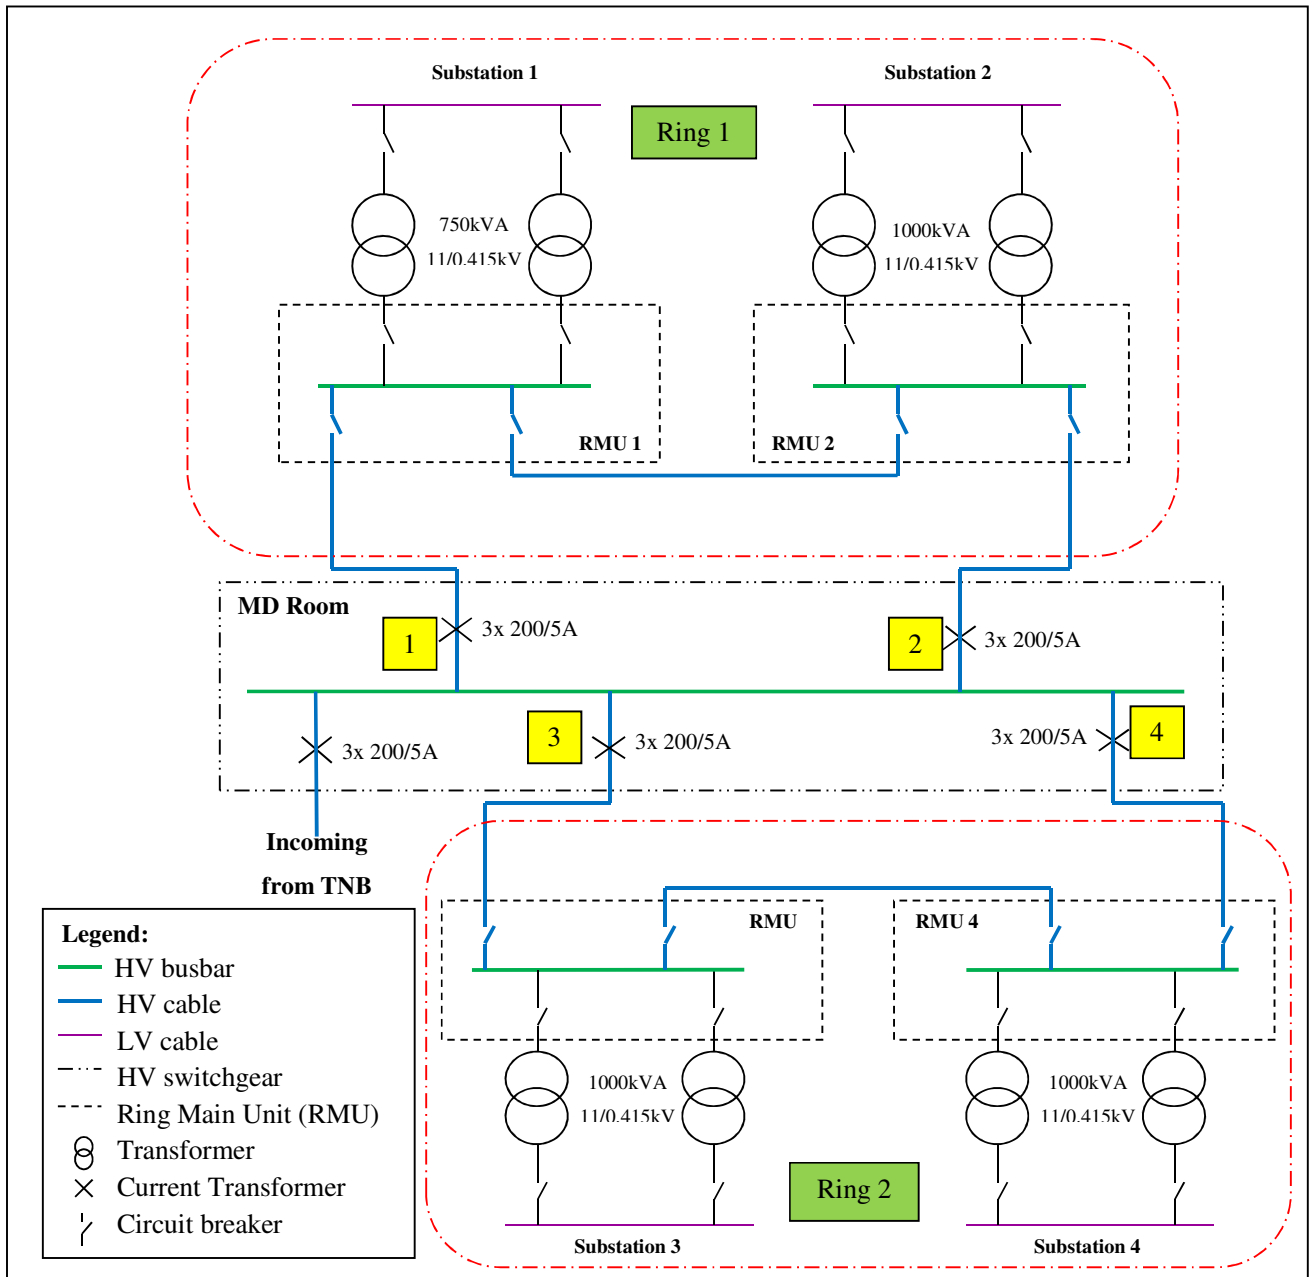 Substation 1
Substation 2
Ring 1
750kVA
11/0.415kV
1000kVA
11/0.415kV
RMU 1
RMU 2
MD Room
1
3x 200/5A
2
3x 200/5A
3
3x 200/5A
3x 200/5A
4
3x 200/5A
Incoming
from TNB
RMU
RMU 4
Legend:
HV busbar
HV cable
LV cable
HV switchgear
Ring Main Unit (RMU)
Transformer
Current Transformer
Circuit breaker
1000kVA
11/0.415kV
1000kVA
11/0.415kV
Ring 2
Substation 3
Substation 4